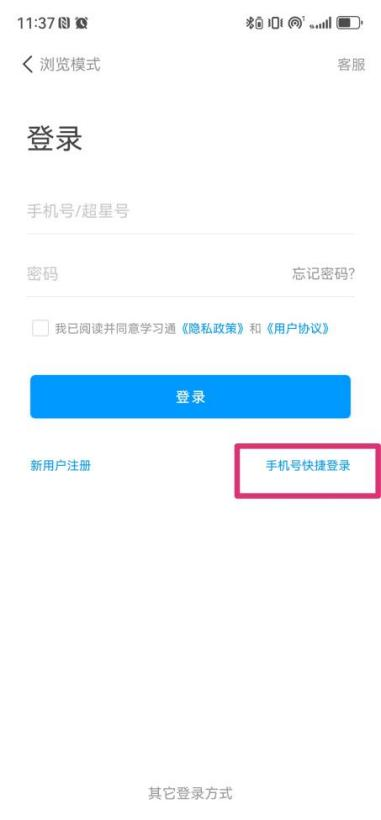 11:37
浏览模式 客服
登录
手机号/超星号
密码 忘记密码?
我已阅读并同意学习通《隐私政策》和《用户协议》
登录
新用户注册 手机号快捷登录
其它登录方式